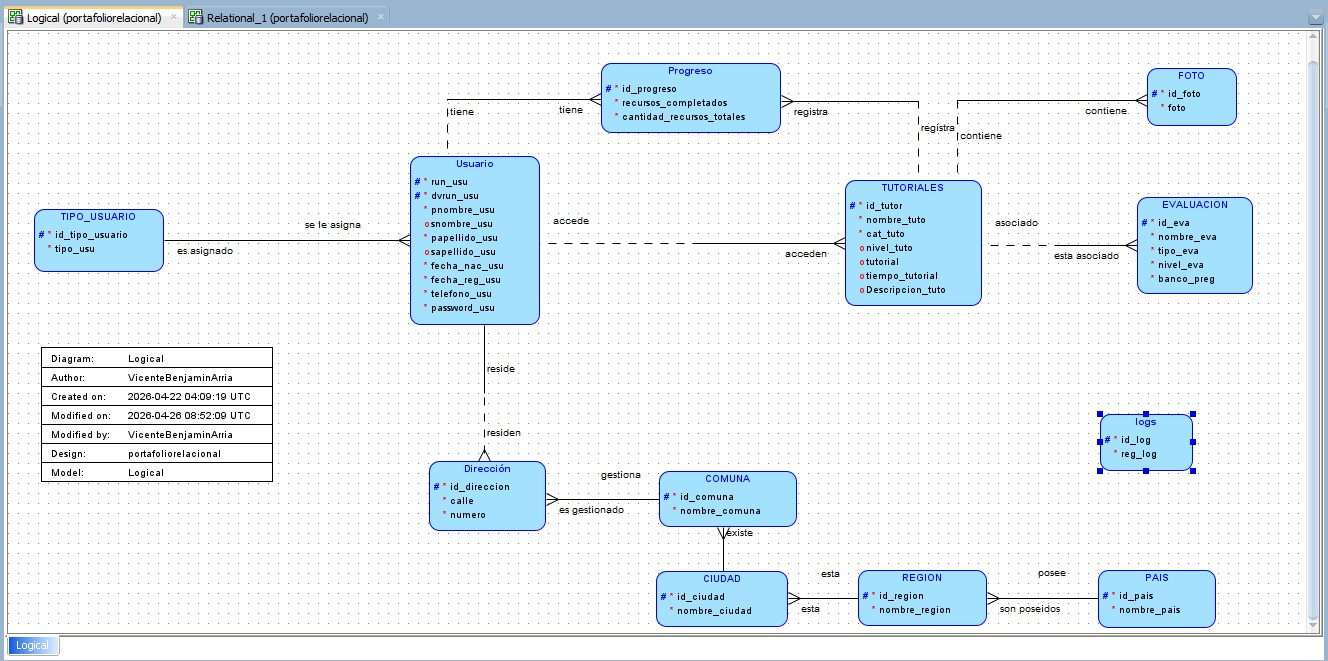 Logical (portafoliorelacional)
Relational_1 (portafoliorelacional)
Progreso
# * id_progreso
* recursos_completados
* cantidad_recursos_totales
tiene
tiene
registra
registra
FOTO
# * id_foto
* foto
contiene
contiene
Usuario
# * run_usu
# * dvrun_usu
* pnombre_usu
o snombre_usu
* papellido_usu
o sapellido_usu
* fecha_nac_usu
* fecha_reg_usu
* telefono_usu
* password_usu
TIPO_USUARIO
# * id_tipo_usuario
* tipo_usu
se le asigna
es asignado
accede
acceden
TUTORIALES
# * id_tutor
* nombre_tuto
* cat_tuto
o nivel_tuto
o tutorial
o tiempo_tutorial
o Descripcion_tuto
asociado
esta asociado
EVALUACION
# * id_eva
* nombre_eva
* tipo_eva
* nivel_eva
* banco_preg
Diagram: Logical
Author: VicenteBenjaminArria
Created on: 2026-04-22 04:09:19 UTC
Modified on: 2026-04-26 08:52:09 UTC
Modified by: VicenteBenjaminArria
Design: portafoliorelacional
Model: Logical
reside
residen
logs
# * id_log
* reg_log
Dirección
# * id_direccion
* calle
* numero
gestiona
es gestionado
COMUNA
# * id_comuna
* nombre_comuna
existe
CIUDAD
# * id_ciudad
* nombre_ciudad
esta
esta
REGION
# * id_region
* nombre_region
posee
son poseidos
PAIS
# * id_pais
* nombre_pais
Logical